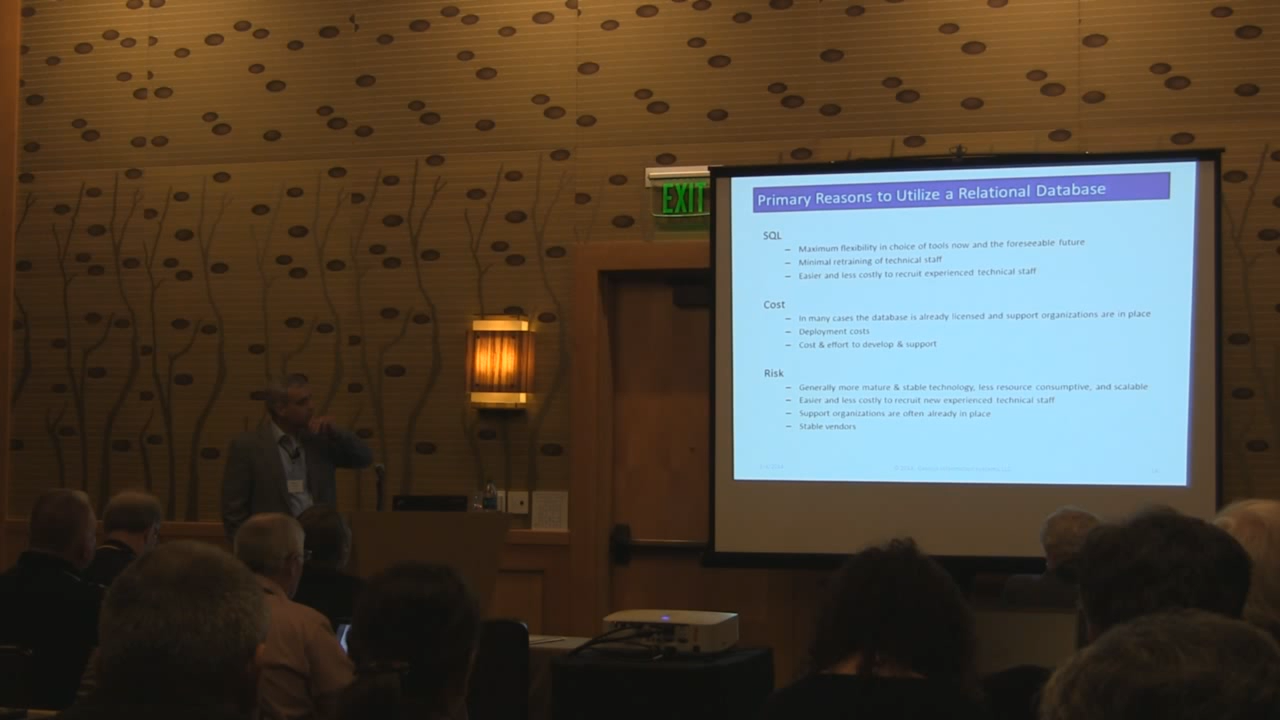 EXIT
Primary Reasons to Utilize a Relational Database
SQL
– Maximum flexibility in choice of tools now and the foreseeable future
– Minimal retraining of technical staff
– Easier and less costly to recruit experienced technical staff
Cost
– In many cases the database is already licensed and support organizations are in place
– Deployment costs
– Cost & effort to develop & support
Risk
– Generally more mature & stable technology, less resource consumptive, and scalable
– Easier and less costly to recruit new experienced technical staff
– Support organizations are often already in place
– Stable vendors